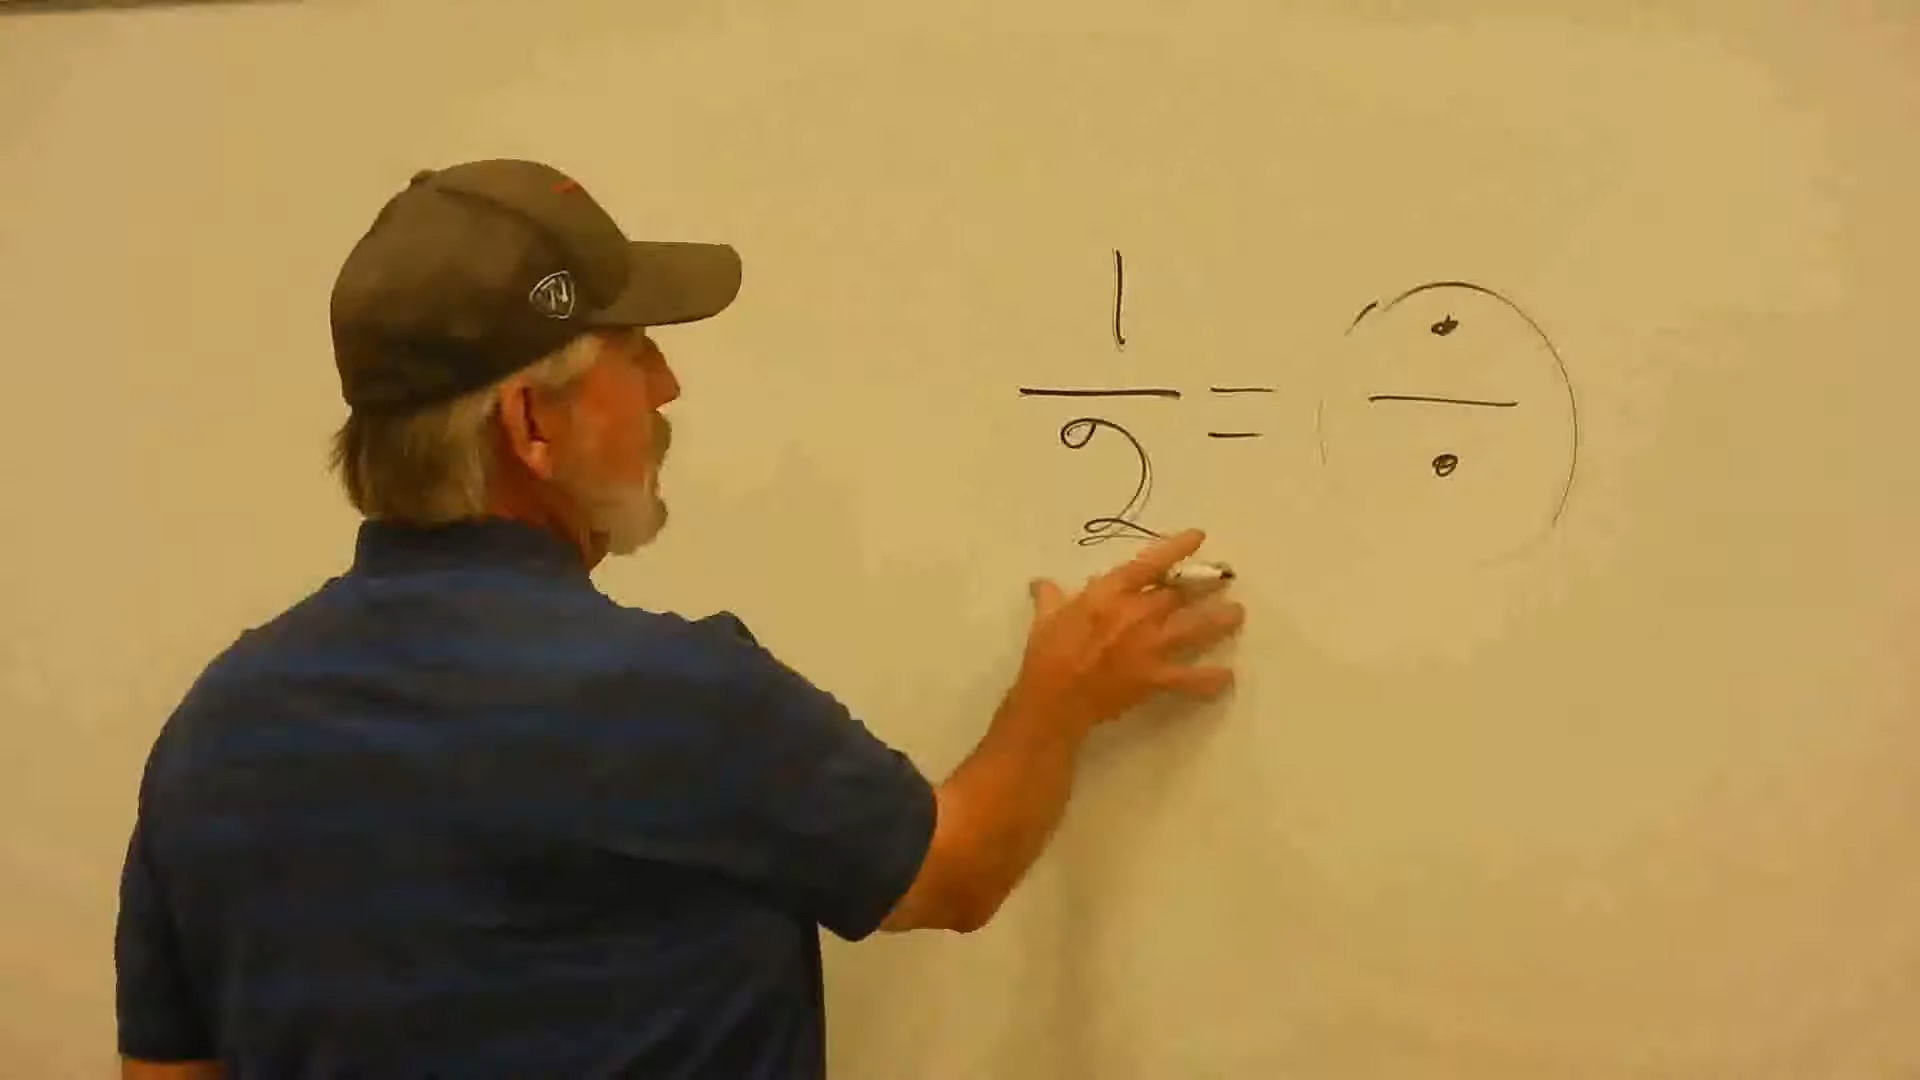 1
— = ÷
2